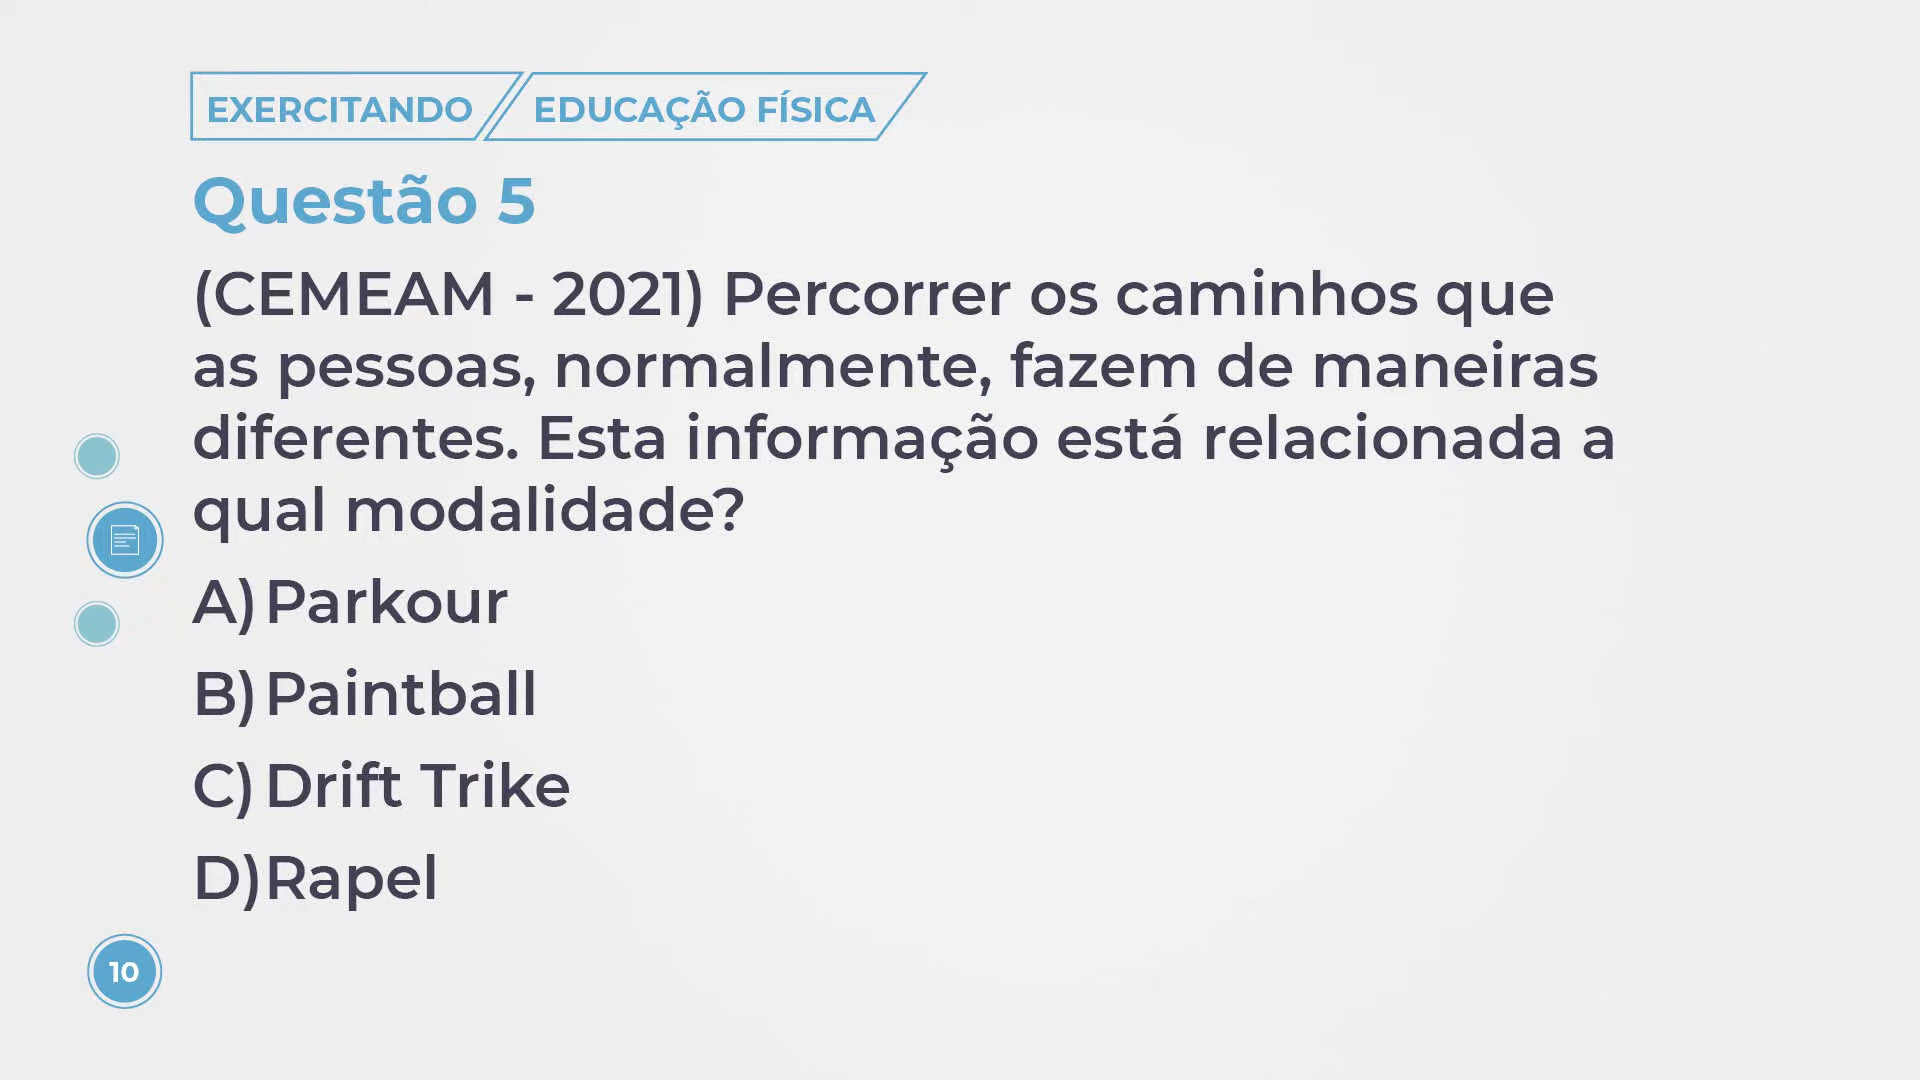 EXERCITANDO EDUCAÇÃO FÍSICA
Questão 5
(CEMEAM - 2021) Percorrer os caminhos que
as pessoas, normalmente, fazem de maneiras
diferentes. Esta informação está relacionada a
qual modalidade?
A) Parkour
B) Paintball
C) Drift Trike
D) Rapel
10